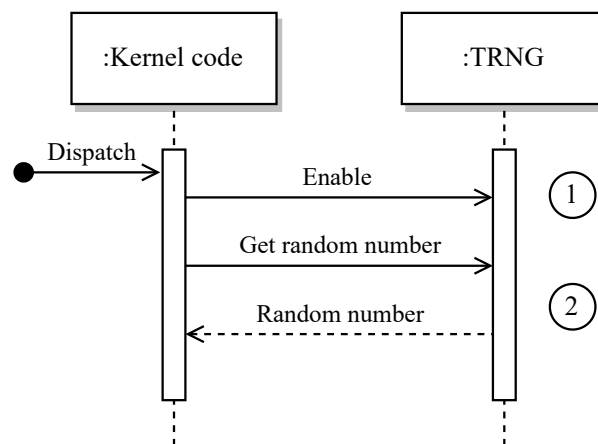 :Kernel code
:TRNG
Dispatch
Enable
1
Get random number
2
Random number